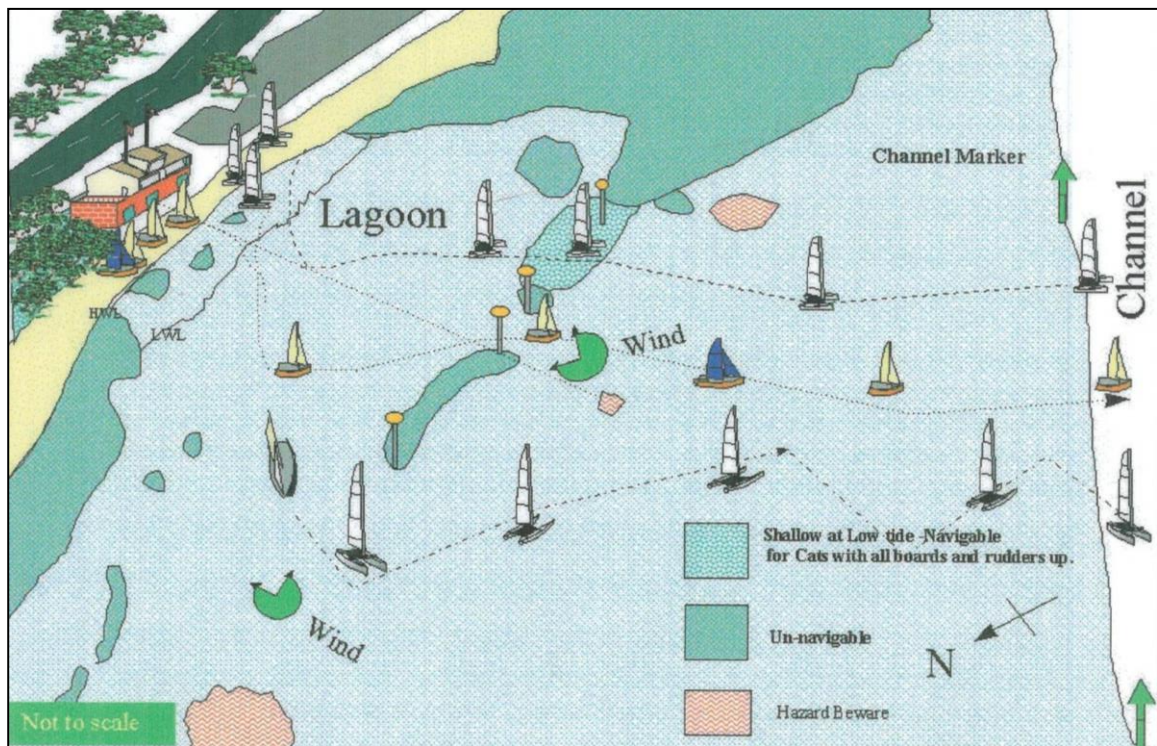 Channel Marker
Lagoon
Channel
HWL
LWL
Wind
Shallow at Low tide -Navigable
for Cats with all boards and rudders up.
Wind
Un-navigable
N
Not to scale
Hazard Beware